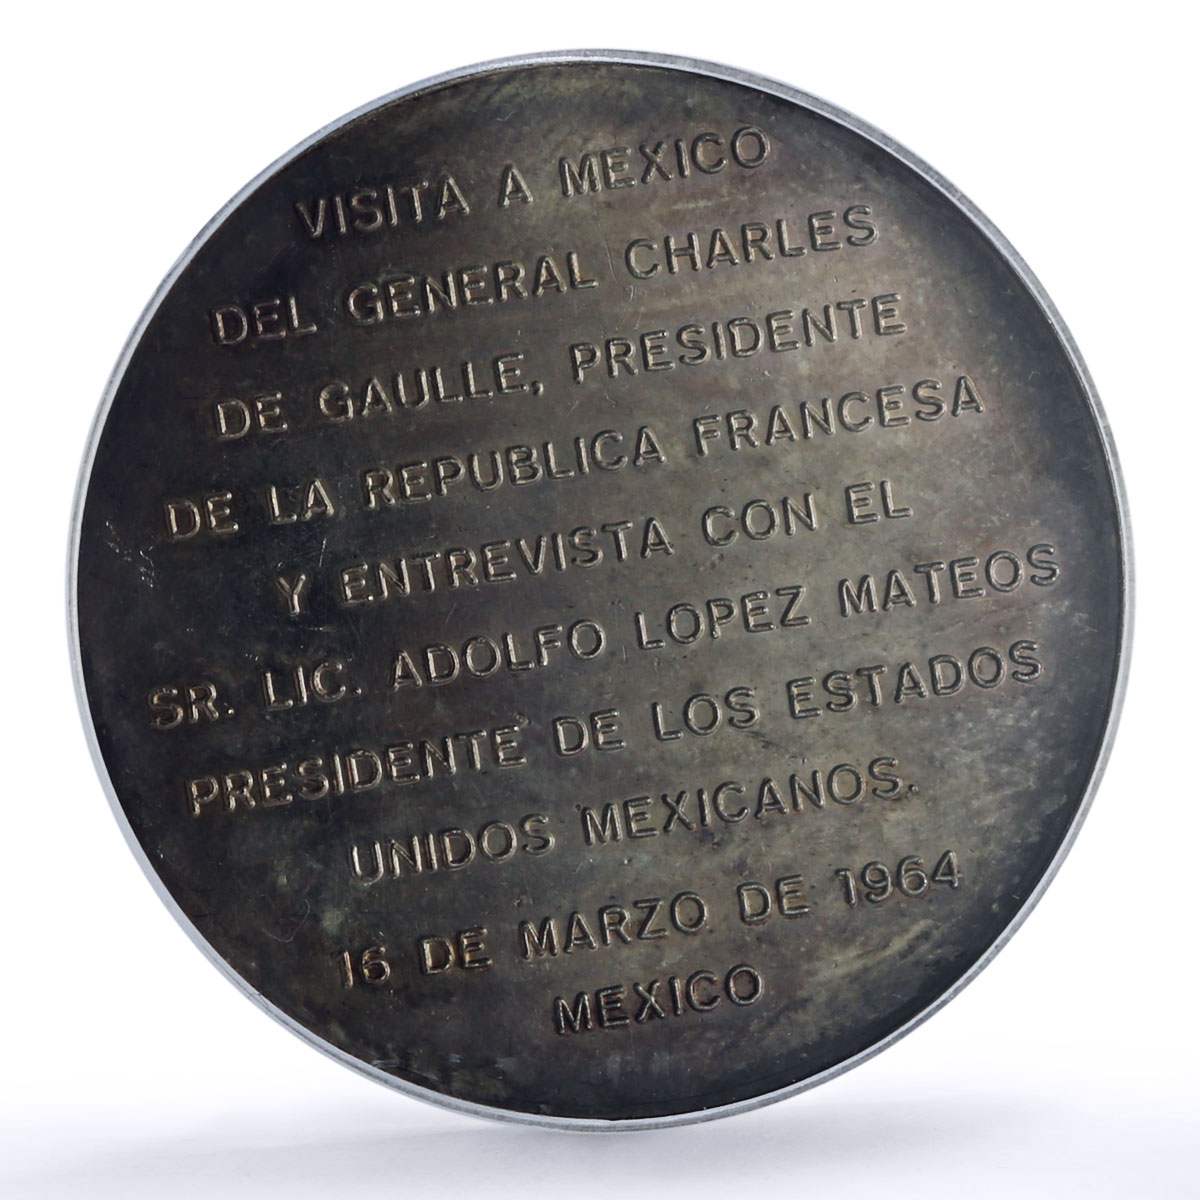 VISITA A MEXICO
DEL GENERAL CHARLES
DE GAULLE, PRESIDENTE
DE LA REPUBLICA FRANCESA
Y ENTREVISTA CON EL
SR. LIC. ADOLFO LOPEZ MATEOS
PRESIDENTE DE LOS ESTADOS
UNIDOS MEXICANOS.
16 DE MARZO DE 1964
MEXICO